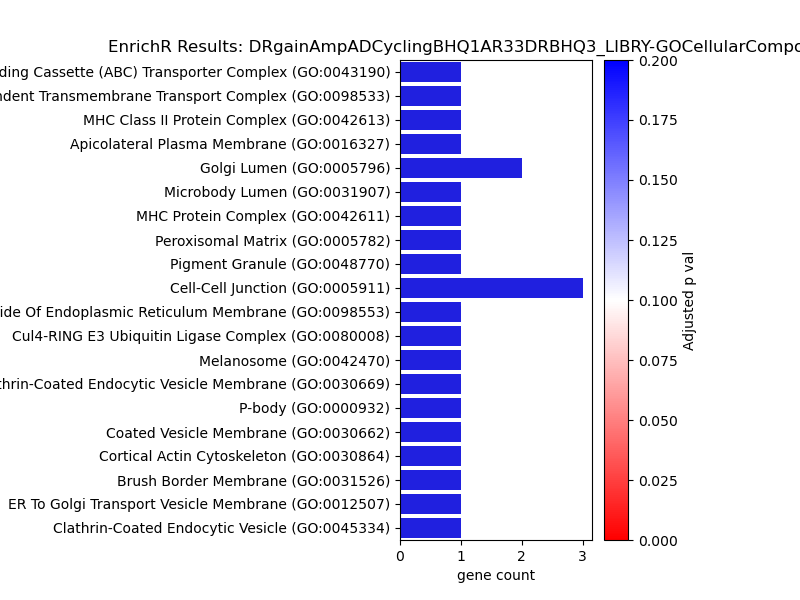 EnrichR Results: DRgainAmpADCyclingBHQ1AR33DRBHQ3_LIBRY-GOCellularCompo
ding Cassette (ABC) Transporter Complex (GO:0043190)
ndent Transmembrane Transport Complex (GO:0098533)
MHC Class II Protein Complex (GO:0042613)
Apicolateral Plasma Membrane (GO:0016327)
Golgi Lumen (GO:0005796)
Microbody Lumen (GO:0031907)
MHC Protein Complex (GO:0042611)
Peroxisomal Matrix (GO:0005782)
Pigment Granule (GO:0048770)
Cell-Cell Junction (GO:0005911)
ide Of Endoplasmic Reticulum Membrane (GO:0098553)
Cul4-RING E3 Ubiquitin Ligase Complex (GO:0080008)
Melanosome (GO:0042470)
thrin-Coated Endocytic Vesicle Membrane (GO:0030669)
P-body (GO:0000932)
Coated Vesicle Membrane (GO:0030662)
Cortical Actin Cytoskeleton (GO:0030864)
Brush Border Membrane (GO:0031526)
ER To Golgi Transport Vesicle Membrane (GO:0012507)
Clathrin-Coated Endocytic Vesicle (GO:0045334)
0 1 2 3
gene count
0.200
0.175
0.150
0.125
0.100
0.075
0.050
0.025
0.000
Adjusted p val